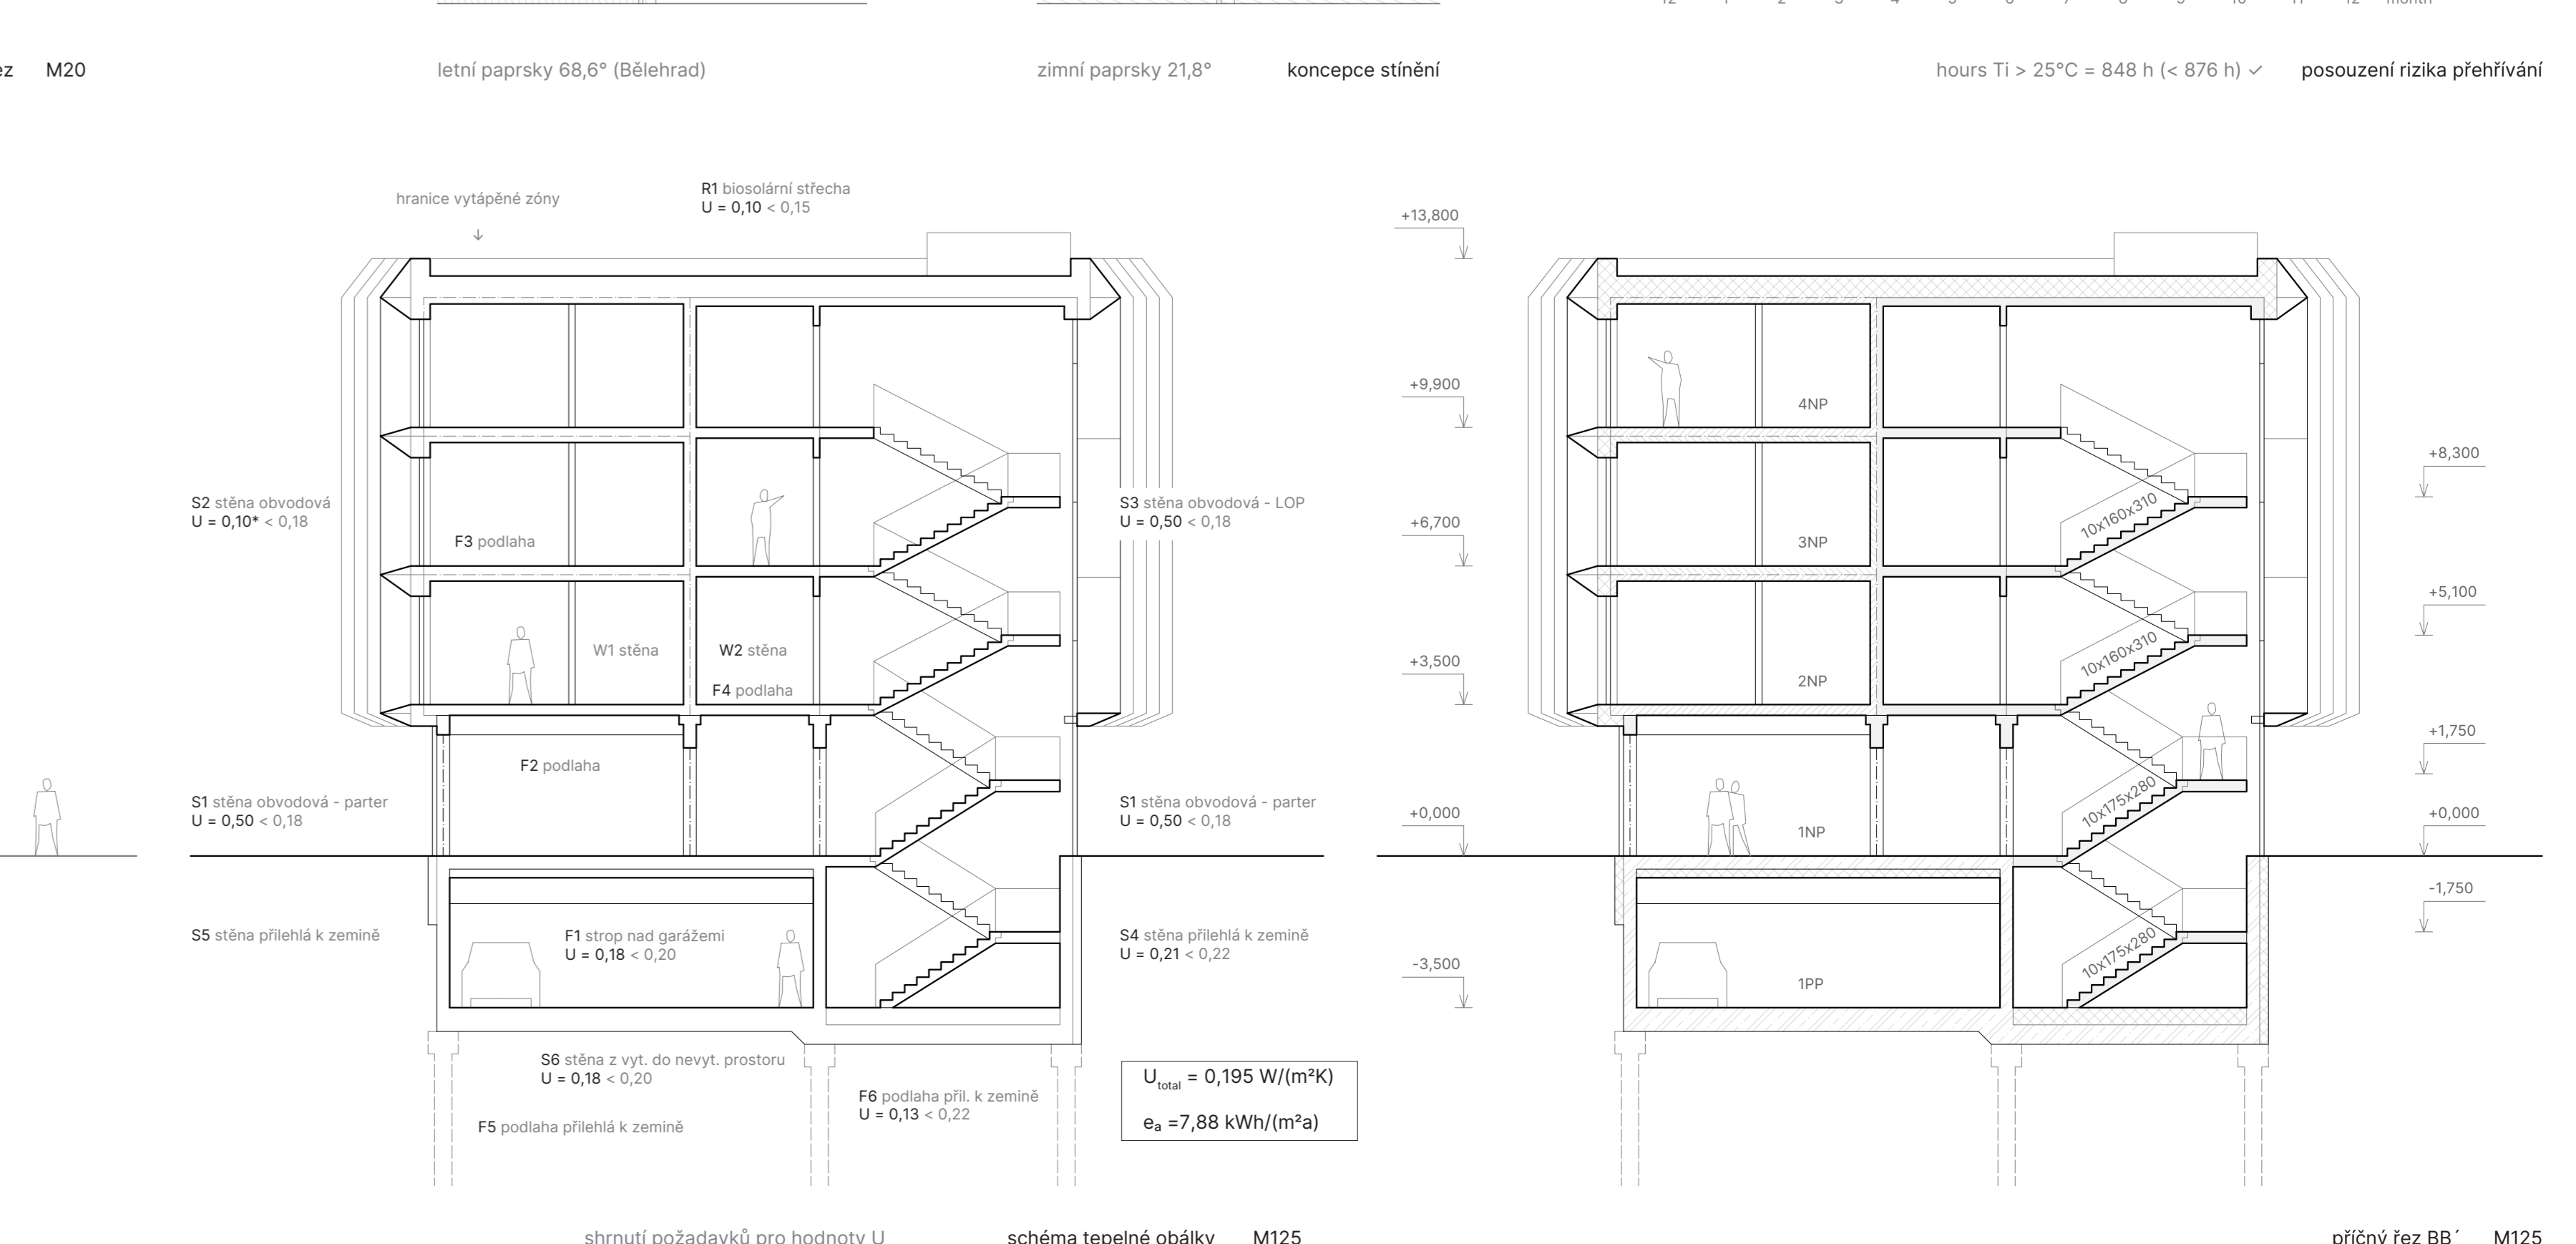 ez M20
letní paprsky 68,6° (Bělehrad)
zimní paprsky 21,8°
koncepce stínění
hours Ti > 25°C = 848 h (< 876 h) ✓
posouzení rizika přehřívání
hranice vytápěné zóny
↓
R1 biosolární střecha
U = 0,10 < 0,15
S2 stěna obvodová
U = 0,10* < 0,18
S3 stěna obvodová - LOP
U = 0,50 < 0,18
F3 podlaha
W1 stěna
W2 stěna
F4 podlaha
F2 podlaha
S1 stěna obvodová - parter
U = 0,50 < 0,18
S1 stěna obvodová - parter
U = 0,50 < 0,18
S5 stěna přilehlá k zemině
F1 strop nad garážemi
U = 0,18 < 0,20
S4 stěna přilehlá k zemině
U = 0,21 < 0,22
S6 stěna z vyt. do nevyt. prostoru
U = 0,18 < 0,20
F6 podlaha přil. k zemině
U = 0,13 < 0,22
F5 podlaha přilehlá k zemině
Utotal = 0,195 W/(m²K)
eₐ =7,88 kWh/(m²a)
shrnutí požadavků pro hodnoty U
schéma tepelné obálky M125
+13,800
+9,900
+6,700
+3,500
+0,000
-3,500
4NP
3NP
2NP
1NP
1PP
10x160x310
10x160x310
10x175x280
10x175x280
+8,300
+5,100
+1,750
+0,000
-1,750
příčný řez BB´ M125